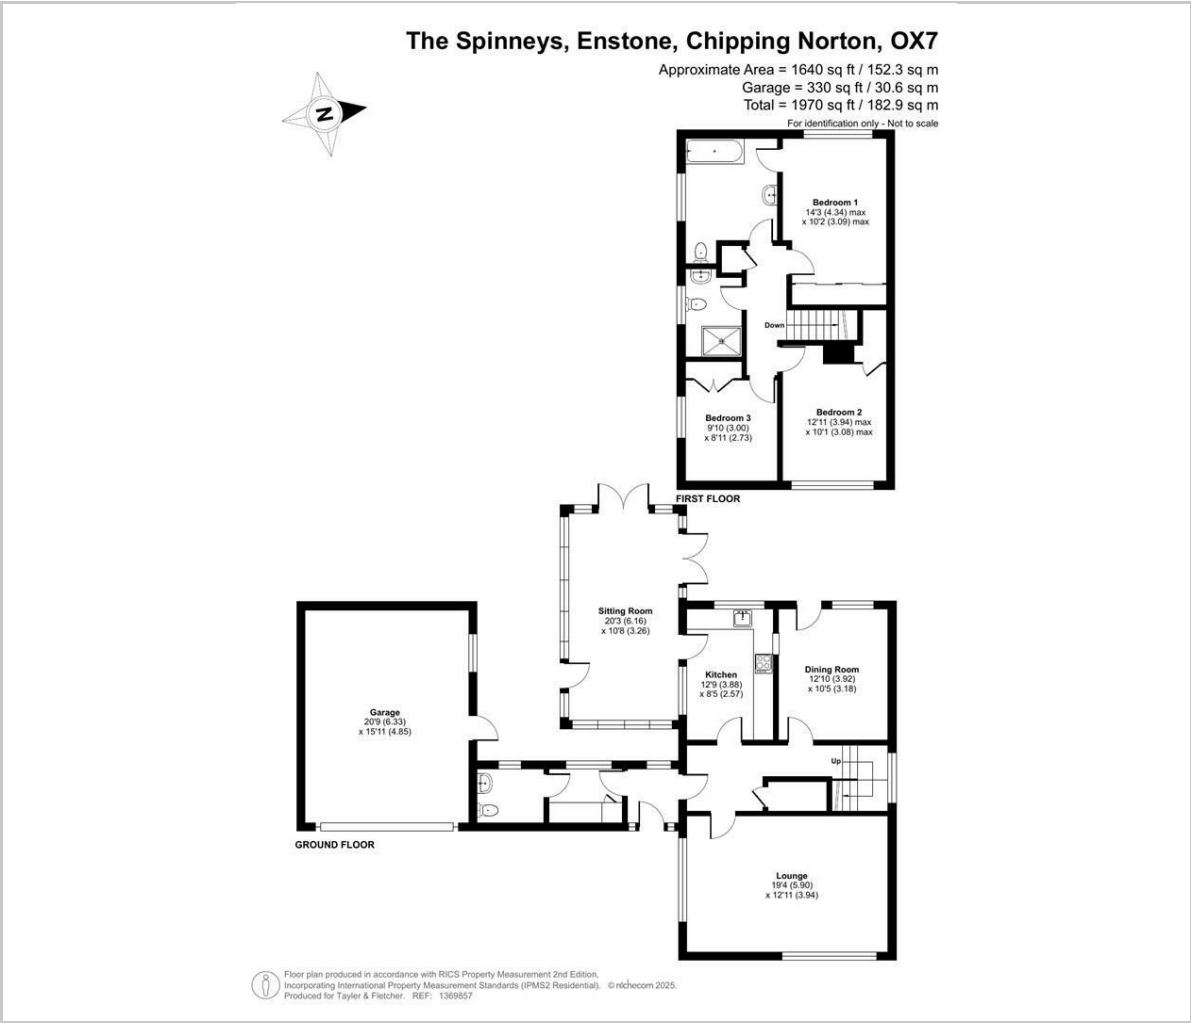 The Spinneys, Enstone, Chipping Norton, OX7
Approximate Area = 1640 sq ft / 152.3 sq m
Garage = 330 sq ft / 30.6 sq m
Total = 1970 sq ft / 182.9 sq m
For identification only - Not to scale
N
Bedroom 1
14'3 (4.34) max
x 10'2 (3.09) max
Down
Bedroom 3
9'10 (3.00)
x 8'11 (2.73)
Bedroom 2
12'11 (3.94) max
x 10'1 (3.08) max
FIRST FLOOR
Sitting Room
20'3 (6.16)
x 10'8 (3.26)
Kitchen
12'9 (3.88)
x 8'5 (2.57)
Dining Room
12'10 (3.92)
x 10'5 (3.18)
Garage
20'9 (6.33)
x 15'11 (4.85)
Up
GROUND FLOOR
Lounge
19'4 (5.90)
x 12'11 (3.94)
Floor plan produced in accordance with RICS Property Measurement 2nd Edition,
Incorporating International Property Measurement Standards (IPMS2 Residential). © nichecom 2025.
Produced for Tayler & Fletcher. REF: 1369857